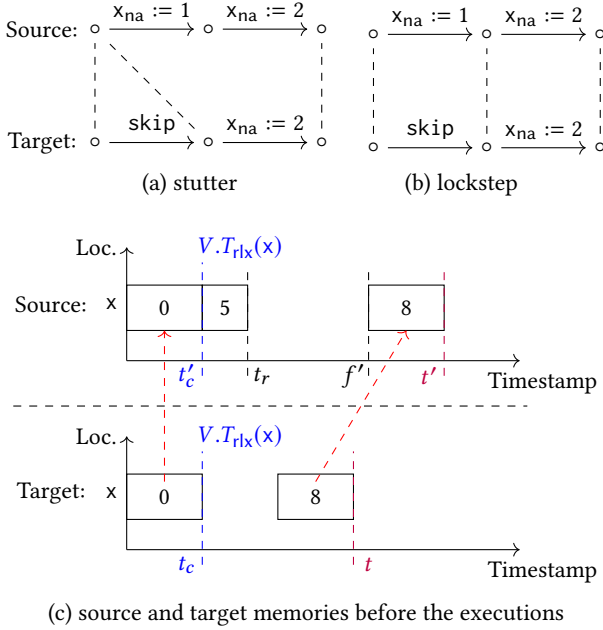 x_na := 1 x_na := 2 x_na := 1 x_na := 2
Source:
skip x_na := 2 skip x_na := 2
Target:
(a) stutter (b) lockstep
Loc. V.T_rlx(x)
Source: x 0 5 8
t'_c t_r f' t'
Timestamp
Loc. V.T_rlx(x)
Target: x 0 8
t_c t
Timestamp
(c) source and target memories before the executions